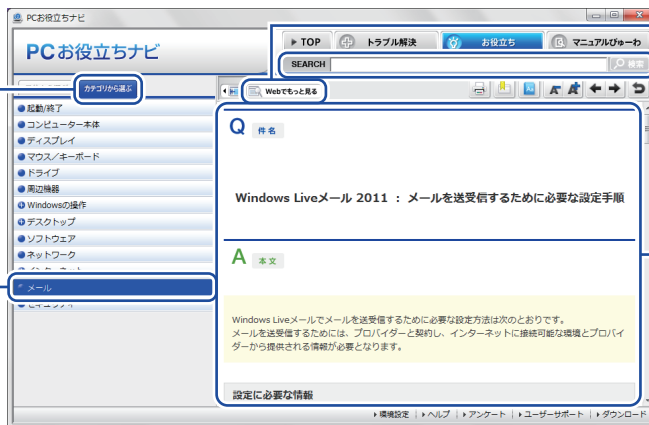 PCお役立ちナビ
PCお役立ちナビ
TOP
トラブル解決
お役立ち
マニュアルびゅーわ
SEARCH
検索
カテゴリから選ぶ
Webでもっと見る
起動/終了
コンピューター本体
ディスプレイ
マウス/キーボード
ドライブ
周辺機器
Windowsの操作
デスクトップ
ソフトウェア
ネットワーク
メール
セキュリティ
Q 件名
Windows Liveメール 2011 : メールを送受信するために必要な設定手順
A 本文
Windows Liveメールでメールを送受信するために必要な設定方法は次のとおりです。
メールを送受信するためには、プロバイダーと契約し、インターネットに接続可能な環境とプロバイ
ダーから提供される情報が必要となります。
設定に必要な情報
環境設定 | ヘルプ | アンケート | ユーザーサポート | ダウンロード